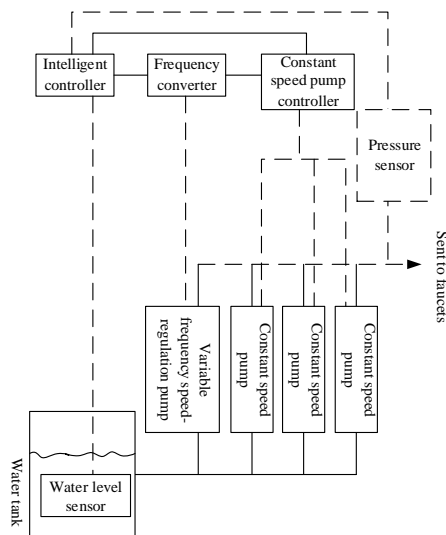 Intelligent
controller
Frequency
converter
Constant
speed pump
controller
Pressure
sensor
Sent to faucets
Variable
frequency speed-
regulation pump
Constant speed
pump
Constant speed
pump
Constant speed
pump
Water tank
Water level
sensor